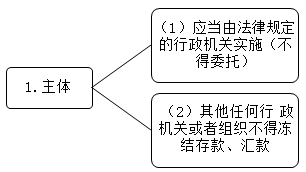 1.主体
（1）应当由法律规定
的行政机关实施（不
得委托）
（2）其他任何行 政
机关或者组织不得冻
结存款、汇款